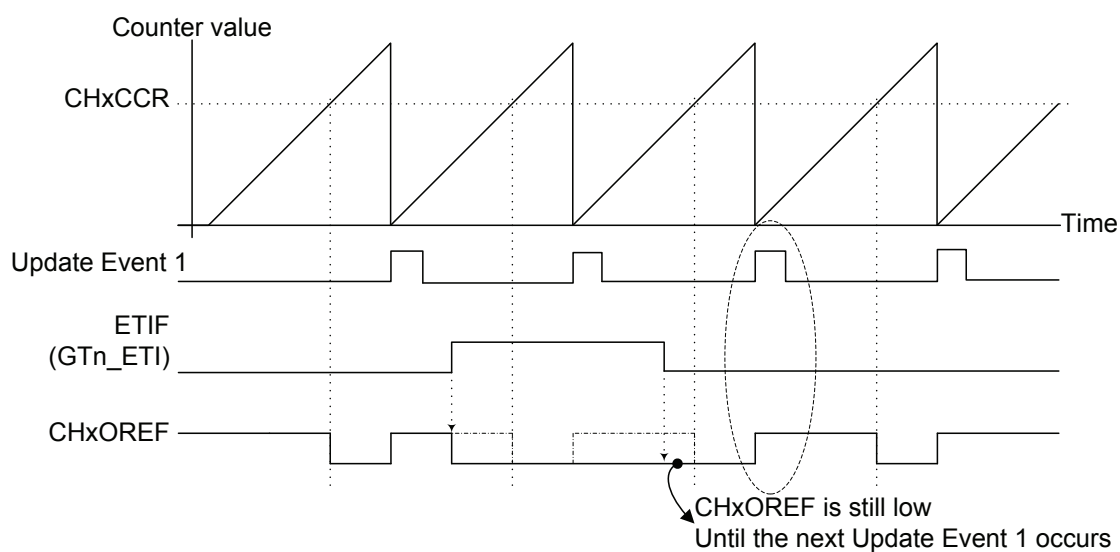 Counter value
CHxCCR
Time
Update Event 1
ETIF
(GTn_ETI)
CHxOREF
CHxOREF is still low
Until the next Update Event 1 occurs